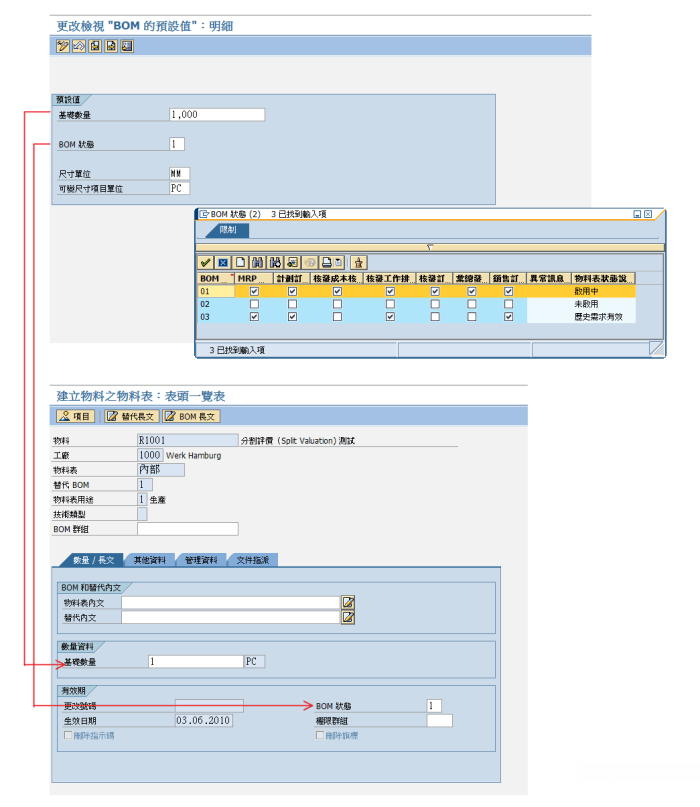 更改檢視 "BOM 的預設值"：明細
預設值
基礎數量 1,000
BOM 狀態 1
尺寸單位 MM
可變尺寸項目單位 PC
BOM 狀態 (2) 3 已找到輸入項
限制
BOM MRP 計劃訂 核發成本核 核發工作排 核發訂 彙總發 銷售訂 異常訊息 物料表狀態說
01 啟用中
02 未啟用
03 歷史需求有效
3 已找到輸入項
建立物料之物料表：表頭一覽表
項目 替代長文 BOM 長文
物料 R1001 分割評價 (Split Valuation) 測試
工廠 1000 Werk Hamburg
物料表 內部
替代 BOM 1
物料表用途 1 生產
技術類型
BOM 群組
數量 / 長文 其他資料 管理資料 文件指派
BOM 和替代內文
物料表內文
替代內文
數量資料
基礎數量 1 PC
有效期
更改號碼 BOM 狀態 1
生效日期 03.06.2010 權限群組
刪除指示碼 刪除旗標